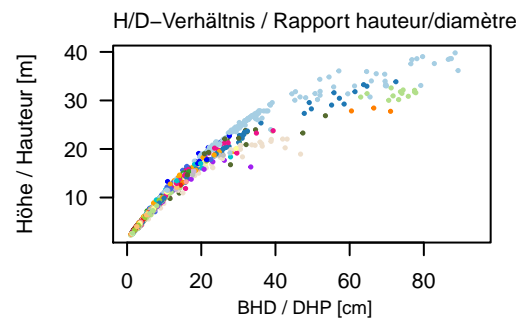 H/D−Verhältnis / Rapport hauteur/diamètre
Höhe / Hauteur [m]
40
30
20
10
0 20 40 60 80
BHD / DHP [cm]